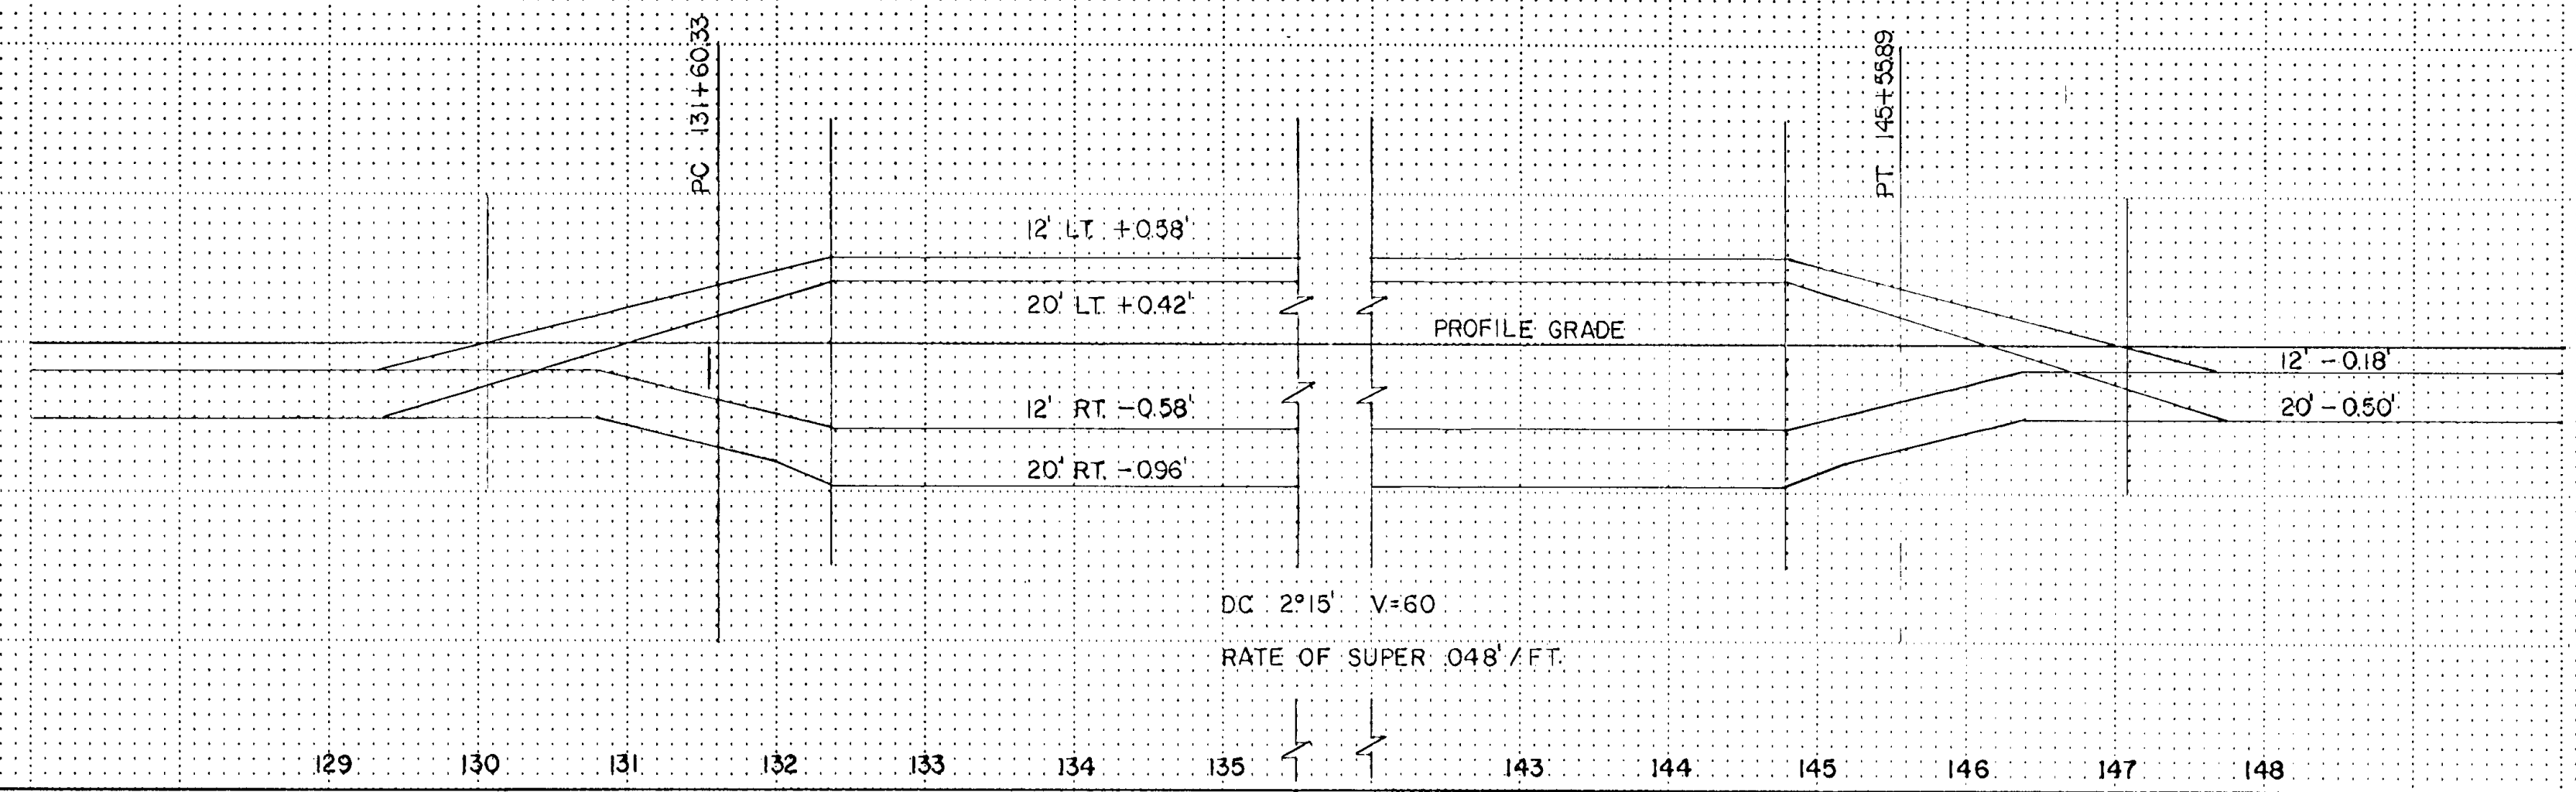 PC 131+60.33
PT. 145+55.89
12' LT. +0.58'
20' LT. +0.42'
PROFILE GRADE
12' -0.18'
12' RT. -0.58'
20' -0.50'
20' RT. -0.96'
DC 2°15' V=60
RATE OF SUPER .048'/FT.
129 130 131 132 133 134 135 143 144 145 146 147 148